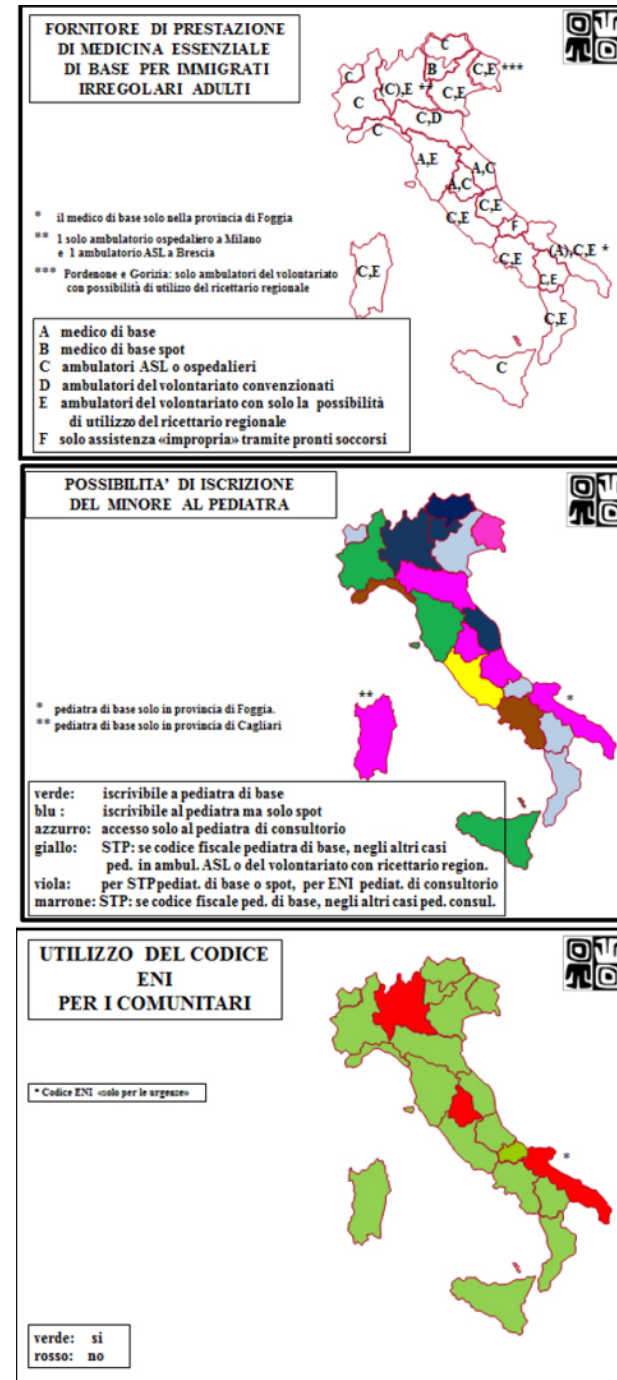 FORNITORE DI PRESTAZIONE
DI MEDICINA ESSENZIALE
DI BASE PER IMMIGRATI
IRREGOLARI ADULTI
C
C
B
C,E ***
(C),E **
C,E
C
C,D
C
A,E
A,C
A,C
C,E
C,E
F
(A),C,E *
C,E
C,E
C,E
C,E
C
* il medico di base solo nella provincia di Foggia
** 1 solo ambulatorio ospedaliero a Milano
e 1 ambulatorio ASL a Brescia
*** Pordenone e Gorizia: solo ambulatori del volontariato
con possibilità di utilizzo del ricettario regionale
A medico di base
B medico di base spot
C ambulatori ASL o ospedalieri
D ambulatori del volontariato convenzionati
E ambulatori del volontariato con solo la possibilità
di utilizzo del ricettario regionale
F solo assistenza «impropria» tramite pronti soccorsi
POSSIBILITA' DI ISCRIZIONE
DEL MINORE AL PEDIATRA
**
*
* pediatra di base solo in provincia di Foggia.
** pediatra di base solo in provincia di Cagliari
verde: iscrivibile a pediatra di base
blu : iscrivibile al pediatra ma solo spot
azzurro: accesso solo al pediatra di consultorio
giallo: STP: se codice fiscale pediatra di base, negli altri casi
ped. in ambul. ASL o del volontariato con ricettario region.
viola: per STP pediat. di base o spot, per ENI pediat. di consultorio
marrone: STP: se codice fiscale ped. di base, negli altri casi ped. consul.
UTILIZZO DEL CODICE
ENI
PER I COMUNITARI
* Codice ENI «solo per le urgenze»
*
verde: si
rosso: no